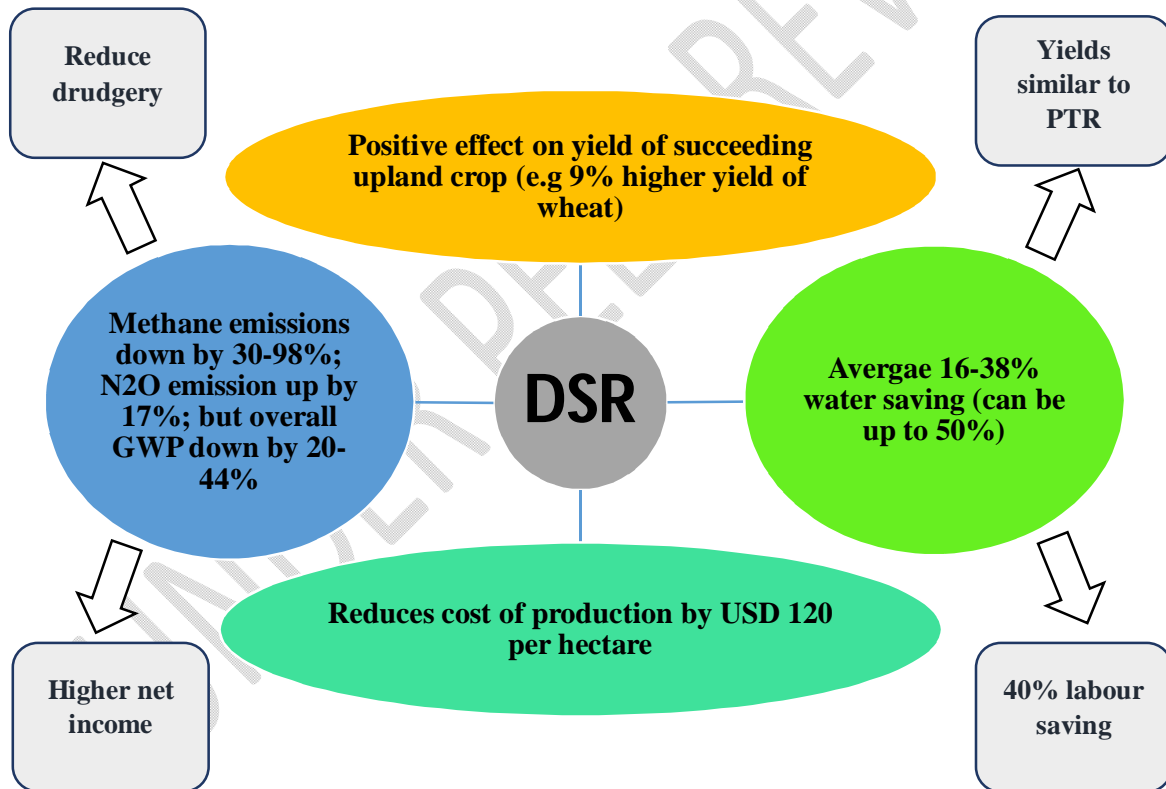 Reduce
drudgery
Yields
similar to
PTR
Positive effect on yield of succeeding
upland crop (e.g 9% higher yield of
wheat)
Methane emissions
down by 30-98%;
N2O emission up by
17%; but overall
GWP down by 20-
44%
DSR
Avergae 16-38%
water saving (can be
up to 50%)
Reduces cost of production by USD 120
per hectare
Higher net
income
40% labour
saving
UNDER PEER REV